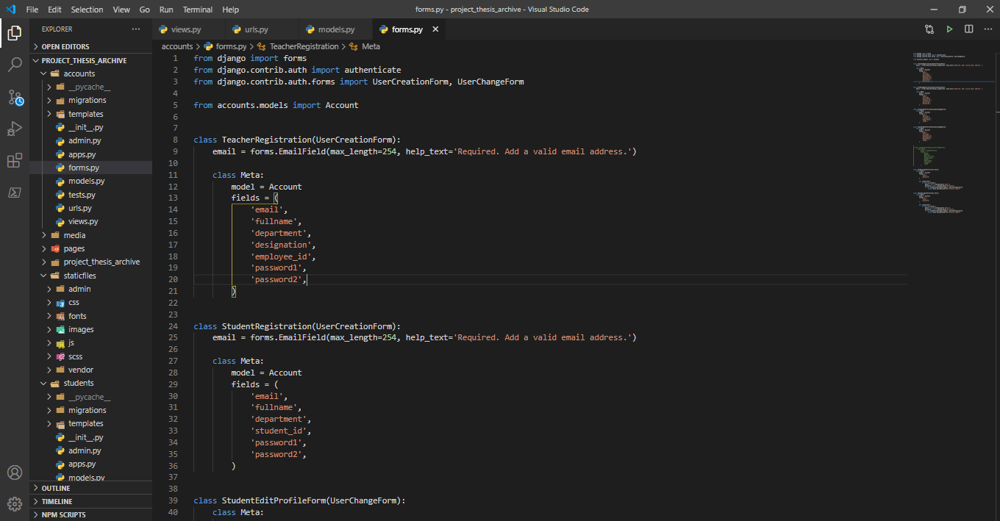 File Edit Selection View Go Run Terminal Help
forms.py - project_thesis_archive - Visual Studio Code
EXPLORER
OPEN EDITORS
PROJECT_THESIS_ARCHIVE
accounts
__pycache__
migrations
templates
__init__.py
admin.py
apps.py
forms.py
models.py
tests.py
urls.py
views.py
media
pages
project_thesis_archive
staticfiles
admin
css
fonts
images
js
scss
vendor
students
__pycache__
migrations
templates
__init__.py
admin.py
apps.py
models.py
OUTLINE
TIMELINE
NPM SCRIPTS
views.py urls.py models.py forms.py
accounts > forms.py > TeacherRegistration > Meta
1 from django import forms
2 from django.contrib.auth import authenticate
3 from django.contrib.auth.forms import UserCreationForm, UserChangeForm
4
5 from accounts.models import Account
6
7
8 class TeacherRegistration(UserCreationForm):
9 email = forms.EmailField(max_length=254, help_text='Required. Add a valid email address.')
10
11 class Meta:
12 model = Account
13 fields = (
14 'email',
15 'fullname',
16 'department',
17 'designation',
18 'employee_id',
19 'password1',
20 'password2',
21 )
22
23
24 class StudentRegistration(UserCreationForm):
25 email = forms.EmailField(max_length=254, help_text='Required. Add a valid email address.')
26
27 class Meta:
28 model = Account
29 fields = (
30 'email',
31 'fullname',
32 'department',
33 'student_id',
34 'password1',
35 'password2',
36 )
37
38
39 class StudentEditProfileForm(UserChangeForm):
40 class Meta: